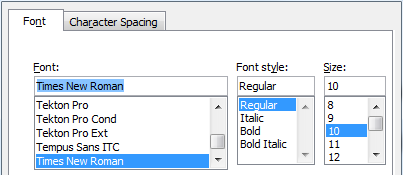 Font
Character Spacing
Font:
Times New Roman
Tekton Pro
Tekton Pro Cond
Tekton Pro Ext
Tempus Sans ITC
Times New Roman
Font style:
Regular
Regular
Italic
Bold
Bold Italic
Size:
10
8
9
10
11
12